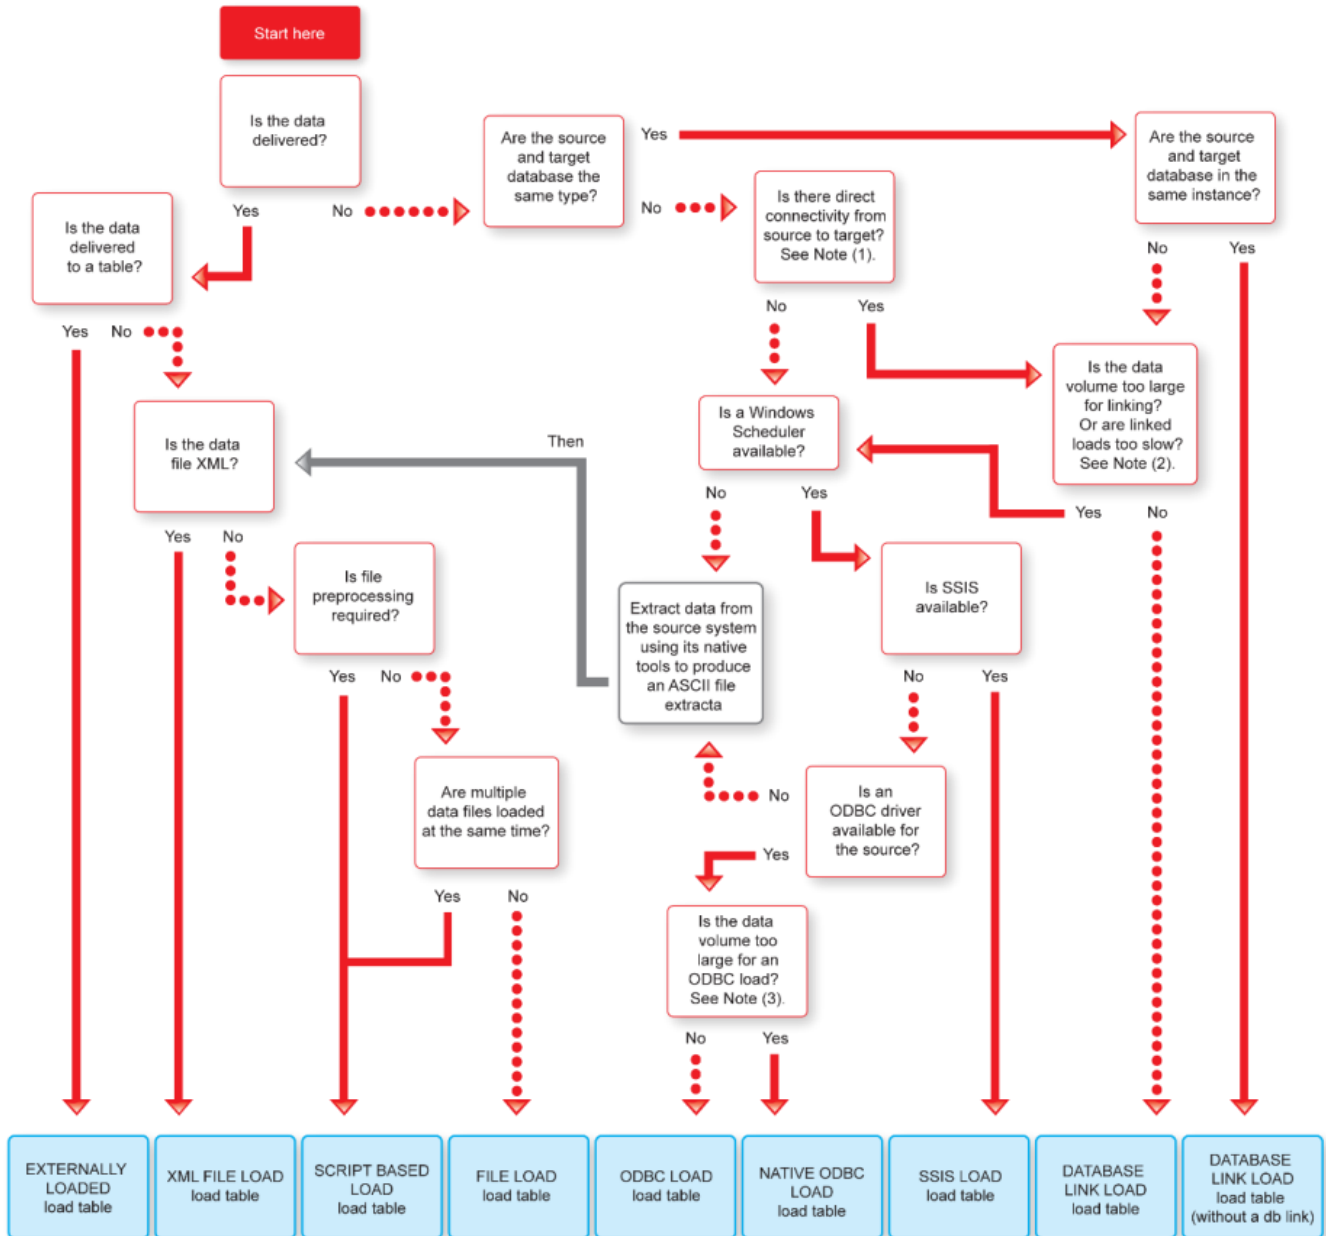 Start here
Is the data
delivered?
Are the source
and target
database the
same type?
Yes
Are the source
and target
database in the
same instance?
Is the data
delivered
to a table?
Yes
No
No
Is there direct
connectivity from
source to target?
See Note (1).
No
Yes
Yes
No
No
Yes
Is the data
file XML?
Then
Is a Windows
Scheduler
available?
Is the data
volume too large
for linking?
Or are linked
loads too slow?
See Note (2).
No
Yes
Yes
No
Yes
No
Is file
preprocessing
required?
Extract data from
the source system
using its native
tools to produce
an ASCII file
extracta
Is SSIS
available?
Yes
No
No
Yes
Are multiple
data files loaded
at the same time?
No
Yes
Is an
ODBC driver
available for
the source?
Yes
No
Is the data
volume too
large for an
ODBC load?
See Note (3).
No
Yes
EXTERNALLY
LOADED
load table
XML FILE LOAD
load table
SCRIPT BASED
LOAD
load table
FILE LOAD
load table
ODBC LOAD
load table
NATIVE ODBC
LOAD
load table
SSIS LOAD
load table
DATABASE
LINK LOAD
load table
DATABASE
LINK LOAD
load table
(without a db link)